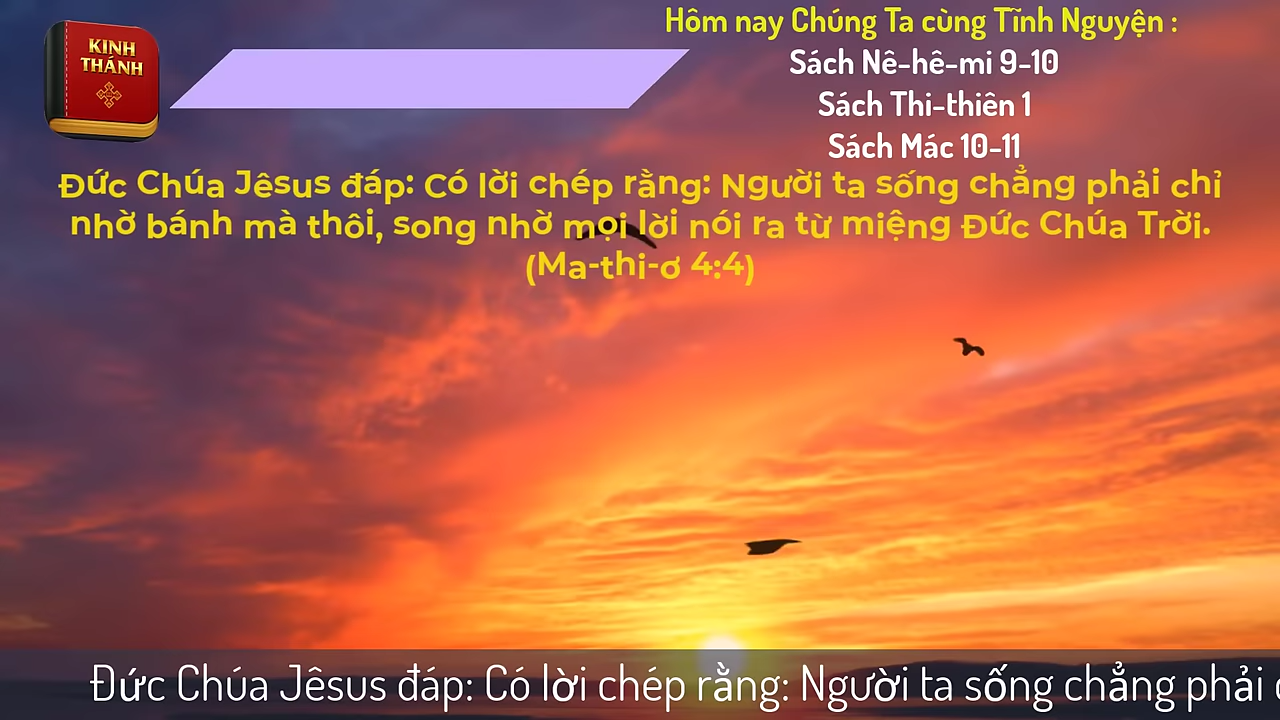 KINH
THÁNH
Hôm nay Chúng Ta cùng Tĩnh Nguyện :
Sách Nê-hê-mi 9-10
Sách Thi-thiên 1
Sách Mác 10-11
Đức Chúa Jêsus đáp: Có lời chép rằng: Người ta sống chẳng phải chỉ
nhờ bánh mà thôi, song nhờ mọi lời nói ra từ miệng Đức Chúa Trời.
(Ma-thi-ơ 4:4)
Đức Chúa Jêsus đáp: Có lời chép rằng: Người ta sống chẳng phải